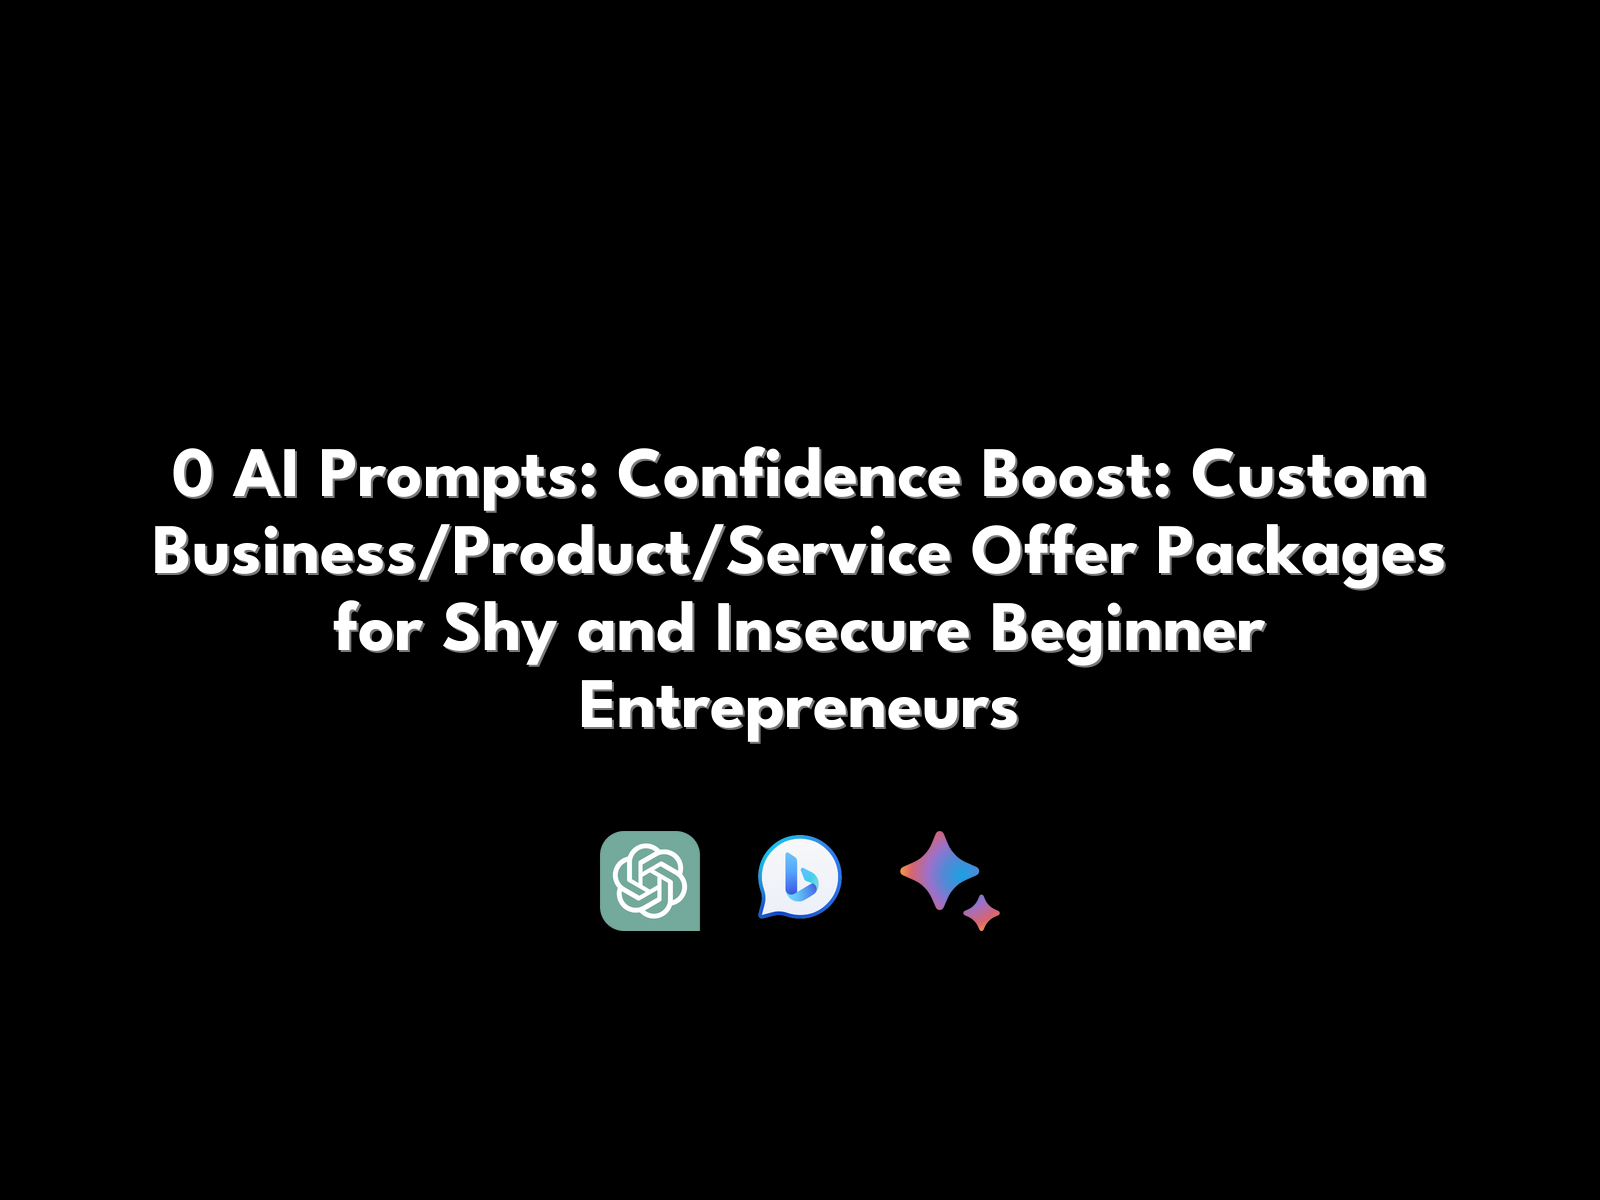 0 AI Prompts: Confidence Boost: Custom
Business/Product/Service Offer Packages
for Shy and Insecure Beginner
Entrepreneurs